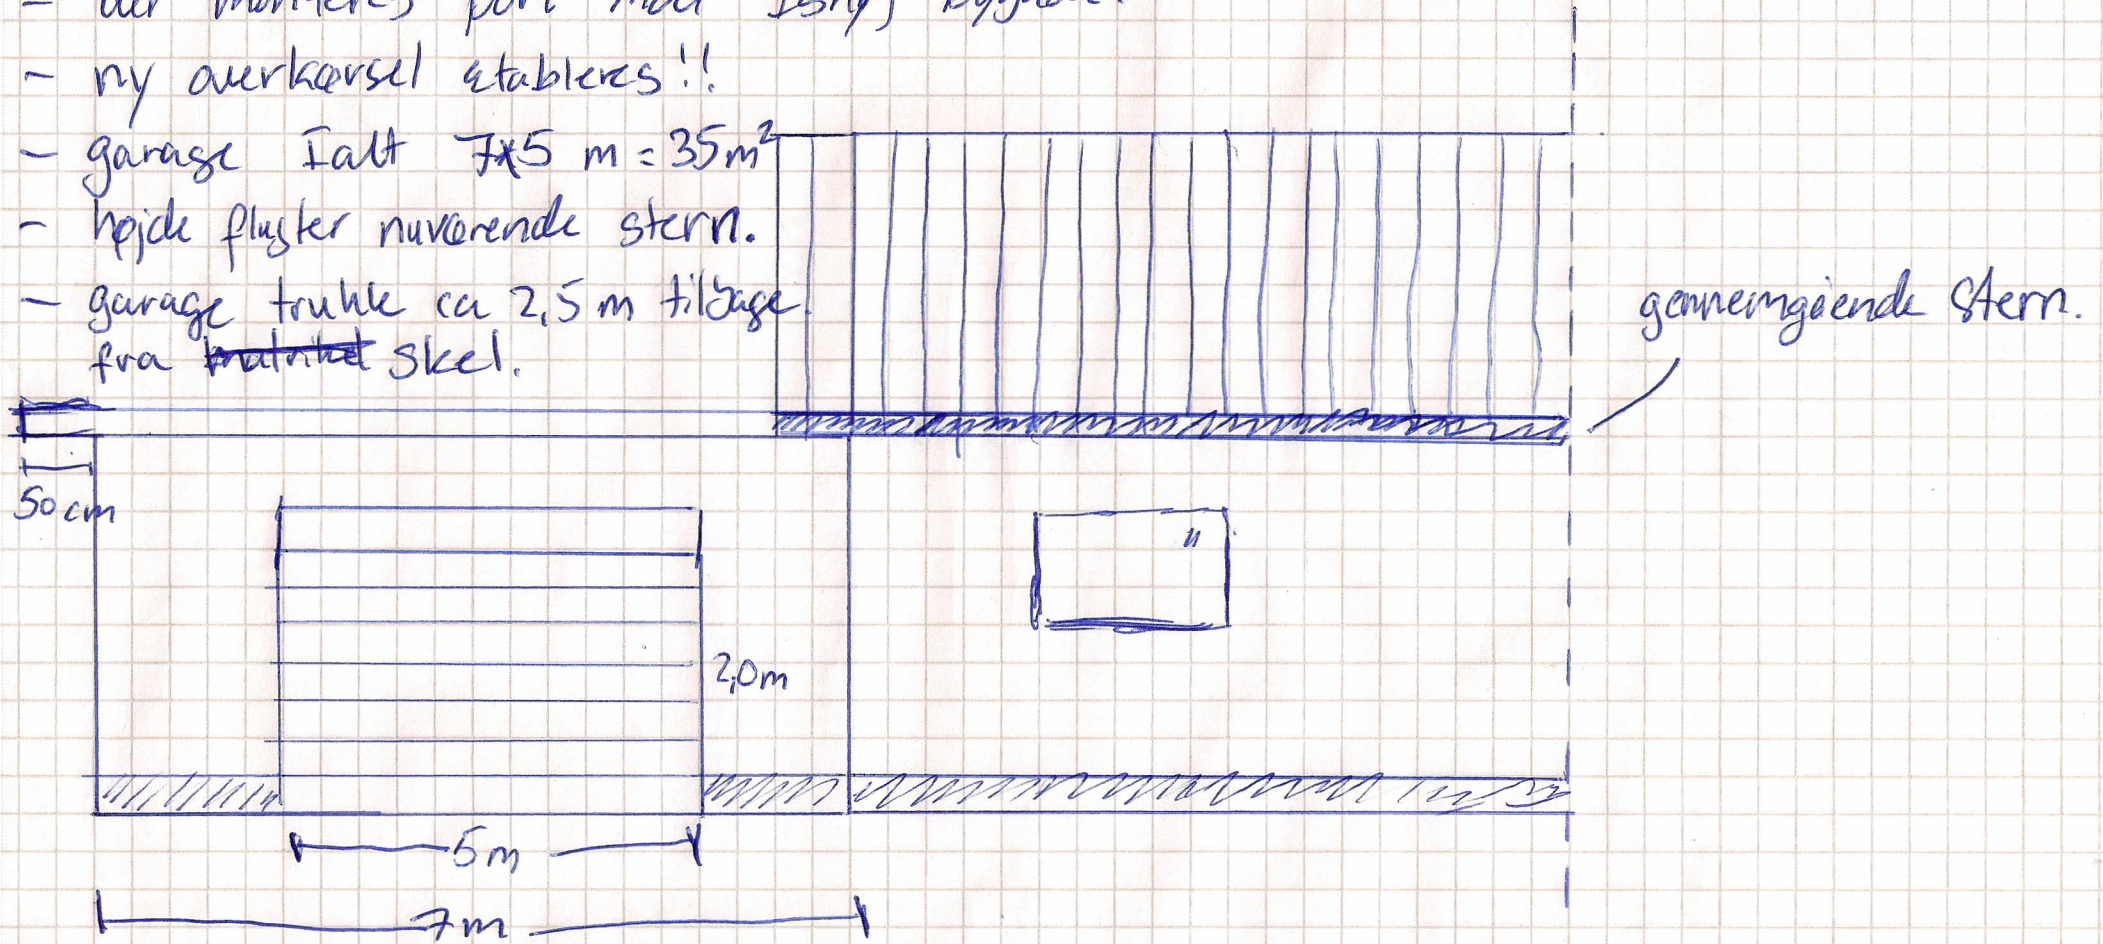 - ny overkørsel etableres!!
- garage Ialt 7x5 m = 35m²
- højde flugter nuværende stern.
- garage trukke ca 2,5 m tilbage
fra skel.
gennemgående stern.
50 cm
"
2,0m
5m
7m